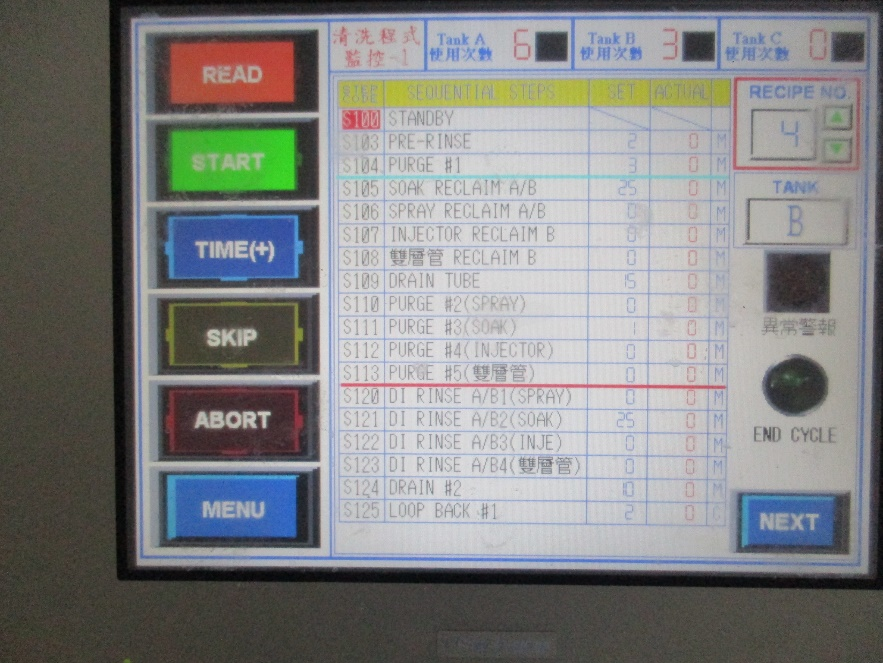 READ
START
TIME(+)
SKIP
ABORT
MENU
清洗程式
監控-1
Tank A
使用次數 6
Tank B
使用次數 3
Tank C
使用次數 0
SEQUENTIAL STEPS SET ACTUAL
S100 STANDBY
S103 PRE-RINSE 2 0 M
S104 PURGE #1 3 0 M
S105 SOAK RECLAIM A/B 25 0 M
S106 SPRAY RECLAIM A/B 0 0 M
S107 INJECTOR RECLAIM B 0 0 M
S108 雙層管 RECLAIM B 0 0 M
S109 DRAIN TUBE 15 0 M
S110 PURGE #2(SPRAY) 0 0 M
S111 PURGE #3(SOAK) 1 0 M
S112 PURGE #4(INJECTOR) 0 0 M
S113 PURGE #5(雙層管) 0 0 M
S120 DI RINSE A/B1(SPRAY) 0 0 M
S121 DI RINSE A/B2(SOAK) 25 0 M
S122 DI RINSE A/B3(INJE) 0 0 M
S123 DI RINSE A/B4(雙層管) 0 0 M
S124 DRAIN #2 10 0 M
S125 LOOP BACK #1 2 0 C
RECIPE NO.
4
TANK
B
異常警報
END CYCLE
NEXT